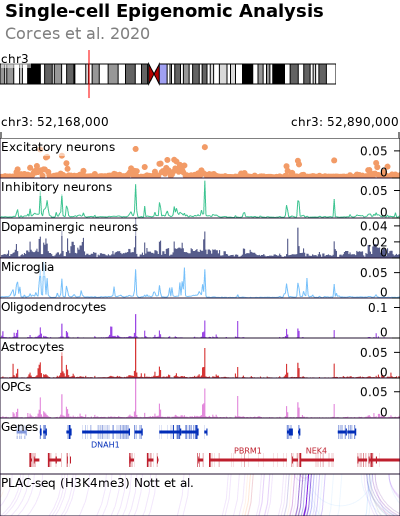 Single-cell Epigenomic Analysis
Corces et al. 2020
chr3
chr3: 52,168,000 chr3: 52,890,000
Excitatory neurons 0.05
0
Inhibitory neurons 0.05
0
Dopaminergic neurons 0.04
0.02
0
Microglia 0.05
0
Oligodendrocytes 0.1
0
Astrocytes 0.05
0
OPCs 0.05
0
Genes
DNAH1
PBRM1 NEK4
PLAC-seq (H3K4me3) Nott et al.